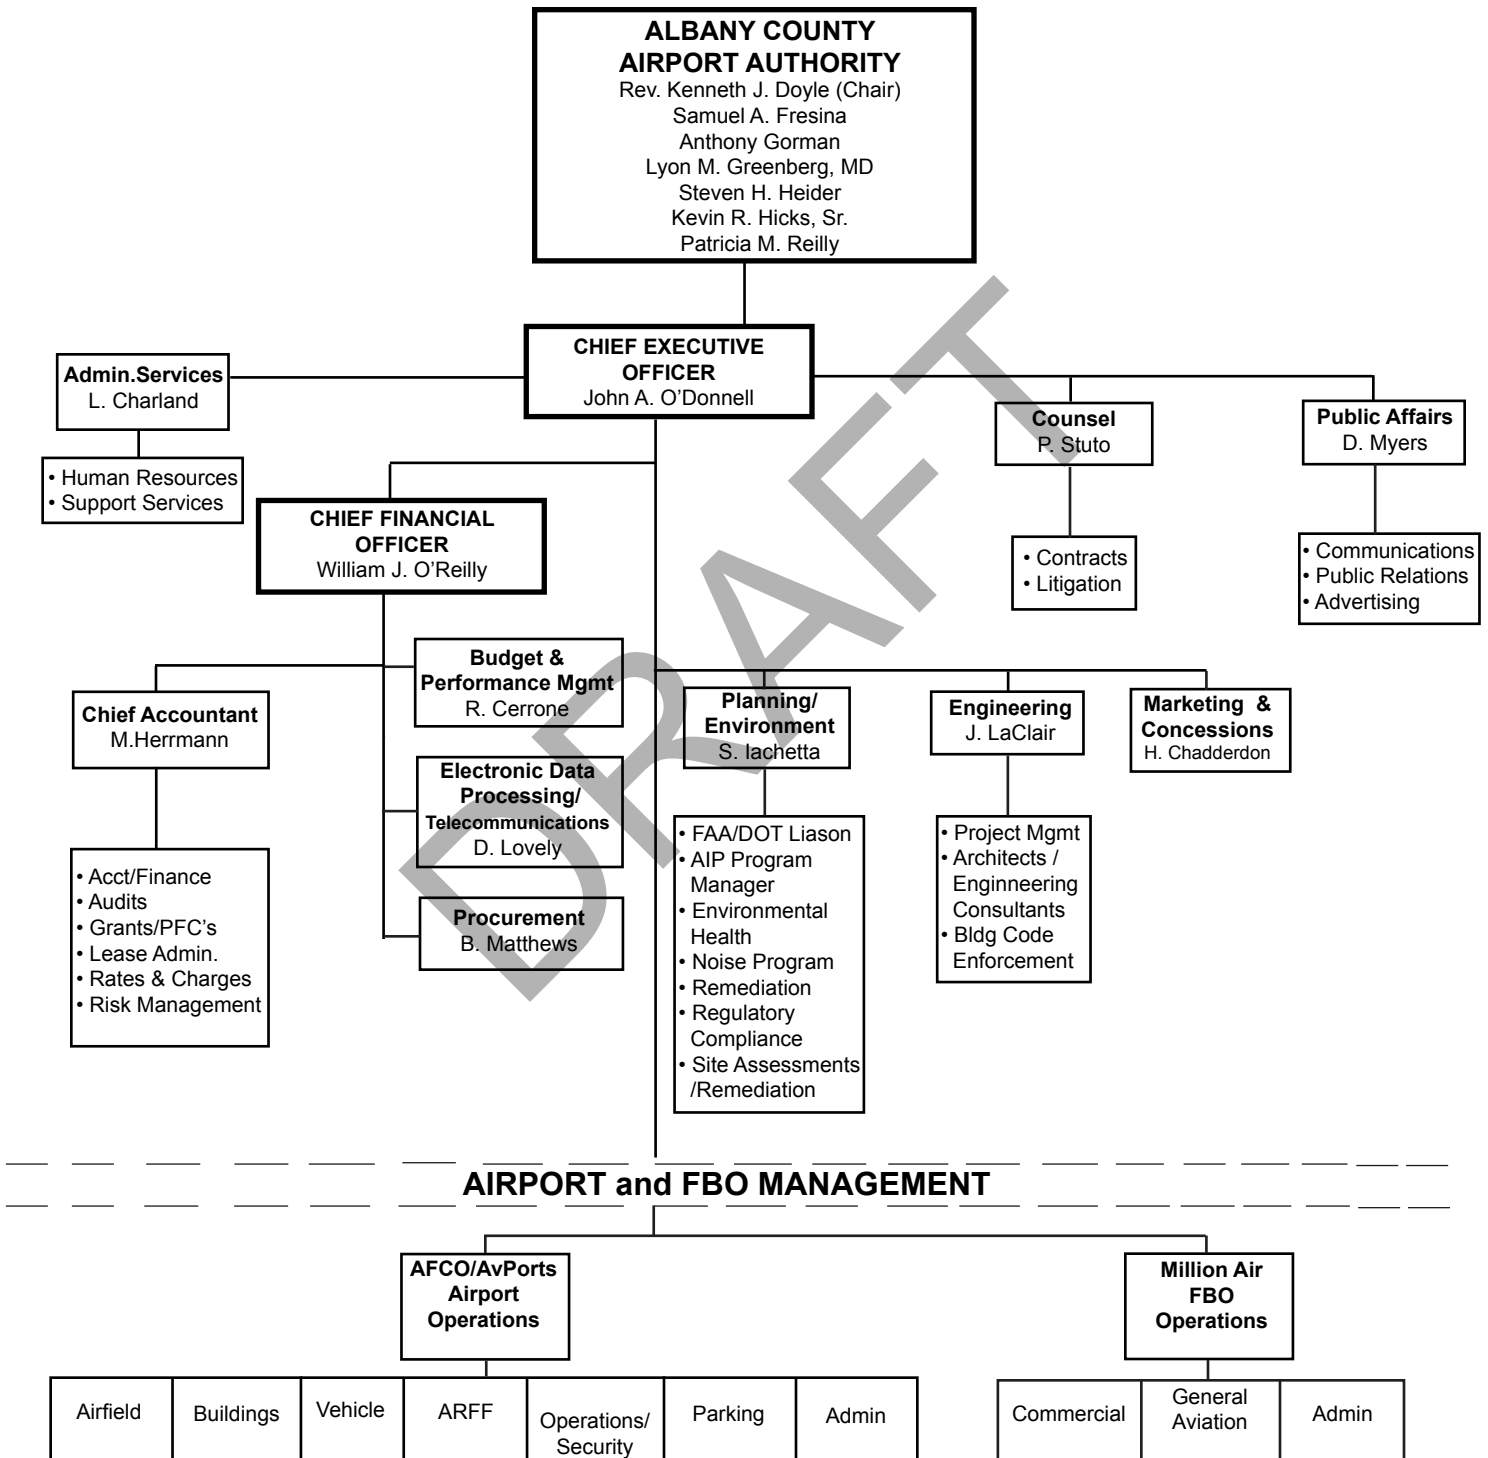 ALBANY COUNTY
AIRPORT AUTHORITY
Rev. Kenneth J. Doyle (Chair)
Samuel A. Fresina
Anthony Gorman
Lyon M. Greenberg, MD
Steven H. Heider
Kevin R. Hicks, Sr.
Patricia M. Reilly
CHIEF EXECUTIVE
OFFICER
John A. O'Donnell
Admin.Services
L. Charland
• Human Resources
• Support Services
Counsel
P. Stuto
• Contracts
• Litigation
Public Affairs
D. Myers
• Communications
• Public Relations
• Advertising
CHIEF FINANCIAL
OFFICER
William J. O'Reilly
Chief Accountant
M.Herrmann
• Acct/Finance
• Audits
• Grants/PFC's
• Lease Admin.
• Rates & Charges
• Risk Management
Budget &
Performance Mgmt
R. Cerrone
Electronic Data
Processing/
Telecommunications
D. Lovely
Procurement
B. Matthews
Planning/
Environment
S. Iachetta
• FAA/DOT Liason
• AIP Program
Manager
• Environmental
Health
• Noise Program
• Remediation
• Regulatory
Compliance
• Site Assessments
/Remediation
Engineering
J. LaClair
• Project Mgmt
• Architects /
Enginneering
Consultants
• Bldg Code
Enforcement
Marketing &
Concessions
H. Chadderdon
DRAFT
AIRPORT and FBO MANAGEMENT
AFCO/AvPorts
Airport
Operations
Airfield
Buildings
Vehicle
ARFF
Operations/
Security
Parking
Admin
Million Air
FBO
Operations
Commercial
General
Aviation
Admin